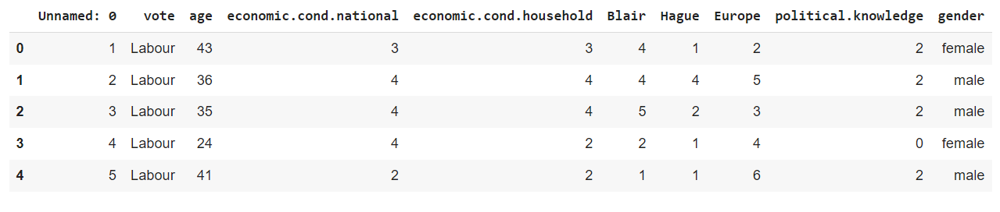 Unnamed: 0 vote age economic.cond.national economic.cond.household Blair Hague Europe political.knowledge gender
0 1 Labour 43 3 3 4 1 2 2 female
1 2 Labour 36 4 4 4 4 5 2 male
2 3 Labour 35 4 4 5 2 3 2 male
3 4 Labour 24 4 2 2 1 4 0 female
4 5 Labour 41 2 2 1 1 6 2 male